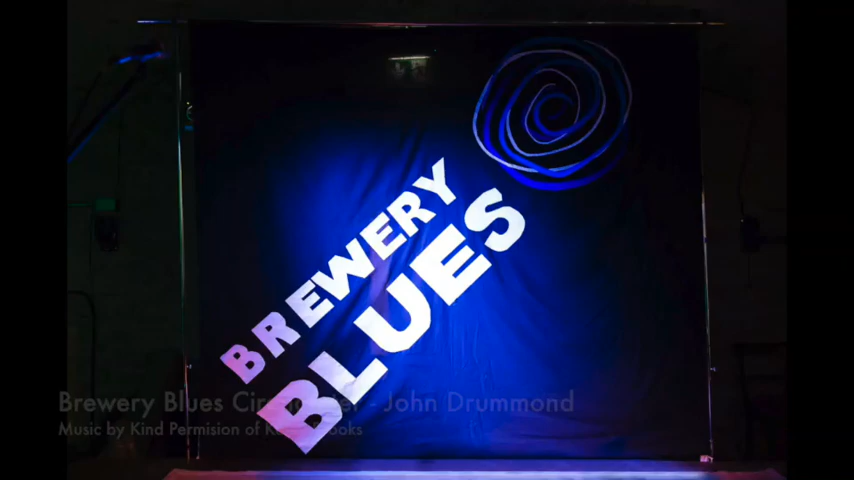 BREWERY
BLUES
Brewery Blues - John Drummond
Music by Kind Permision of